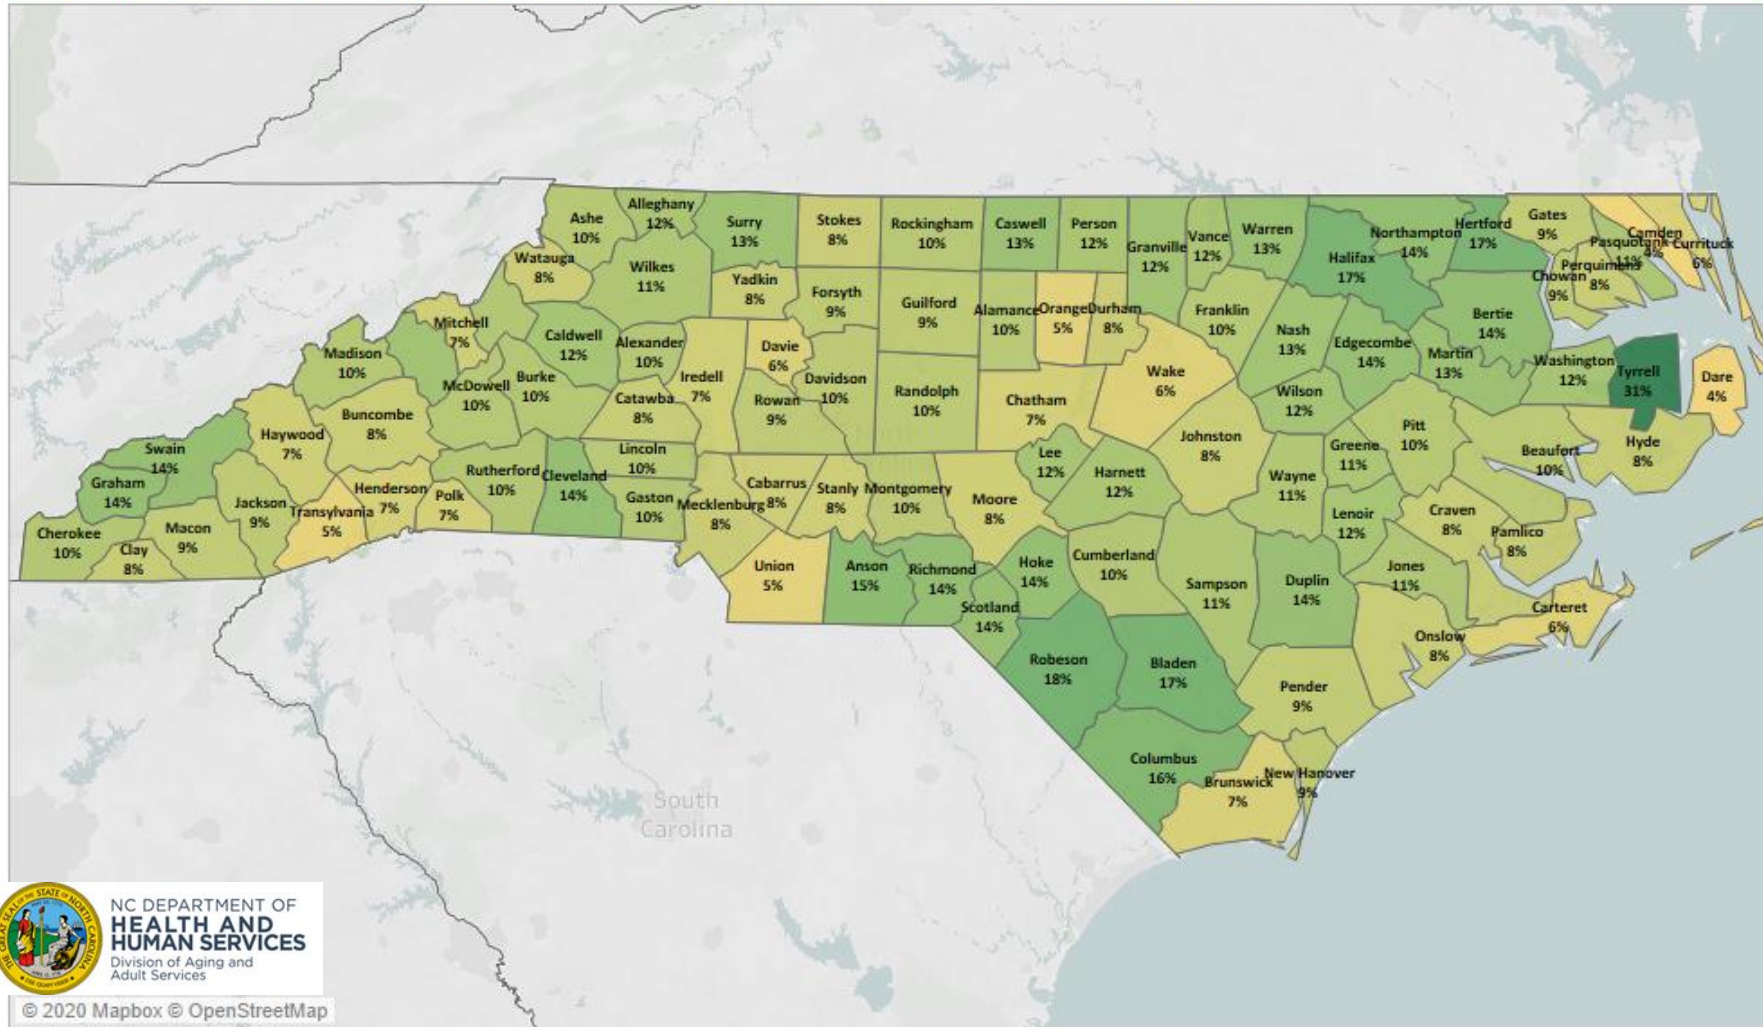 Ashe
10%
Alleghany
12%
Surry
13%
Stokes
8%
Rockingham
10%
Caswell
13%
Person
12%
Granville
12%
Vance
12%
Warren
13%
Halifax
17%
Northampton
14%
Hertford
17%
Gates
9%
Pasquotank
11%
Camden
4%
Currituck
6%
Perquimens
8%
Chowan
9%
Watauga
8%
Wilkes
11%
Yadkin
8%
Forsyth
9%
Guilford
9%
Alamance
10%
Orange
5%
Durham
8%
Franklin
10%
Nash
13%
Edgecombe
14%
Bertie
14%
Martin
13%
Washington
12%
Tyrrell
31%
Dare
4%
Mitchell
7%
Madison
10%
Caldwell
12%
Alexander
10%
Iredell
7%
Davie
6%
Davidson
10%
Rowan
9%
Randolph
10%
Chatham
7%
Wake
6%
Wilson
12%
Pitt
10%
Greene
11%
Beaufort
10%
Hyde
8%
McDowell
10%
Burke
10%
Catawba
8%
Buncombe
8%
Haywood
7%
Swain
14%
Graham
14%
Cherokee
10%
Clay
8%
Macon
9%
Jackson
9%
Transylvania
5%
Henderson
7%
Polk
7%
Rutherford
10%
Cleveland
14%
Lincoln
10%
Gaston
10%
Mecklenburg
8%
Cabarrus
8%
Stanly
8%
Montgomery
10%
Moore
8%
Lee
12%
Harnett
12%
Johnston
8%
Wayne
11%
Lenoir
12%
Craven
8%
Pamlico
8%
Jones
11%
Carteret
6%
Onslow
8%
Duplin
14%
Sampson
11%
Cumberland
10%
Hoke
14%
Scotland
14%
Richmond
14%
Anson
15%
Union
5%
Robeson
18%
Bladen
17%
Pender
9%
Columbus
16%
Brunswick
7%
New Hanover
9%
South
Carolina
NC DEPARTMENT OF
HEALTH AND
HUMAN SERVICES
Division of Aging and
Adult Services
© 2020 Mapbox © OpenStreetMap